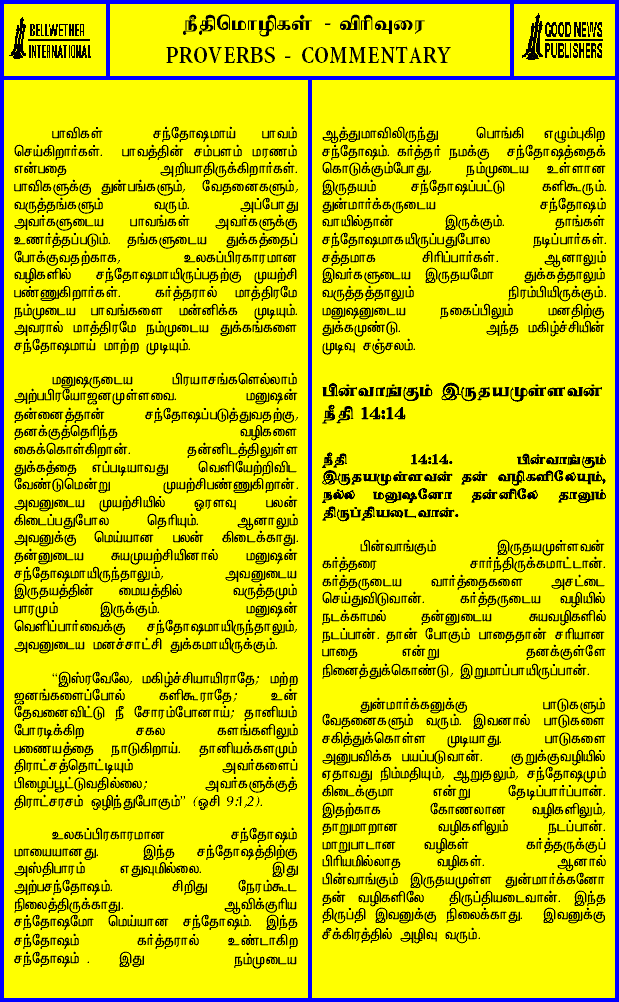 BELLWETHER
INTERNATIONAL
நீதிமொழிகள் - விரிவுரை
PROVERBS - COMMENTARY
GOOD NEWS
PUBLISHERS
பாவிகள் சந்தோஷமாய் பாவம்
செய்கிறார்கள். பாவத்தின் சம்பளம் மரணம்
என்பதை அறியாதிருக்கிறார்கள்.
பாவிகளுக்கு துன்பங்களும், வேதனைகளும்,
வருத்தங்களும் வரும். அப்போது
அவர்களுடைய பாவங்கள் அவர்களுக்கு
உணர்த்தப்படும். தங்களுடைய துக்கத்தைப்
போக்குவதற்காக, உலகப்பிரகாரமான
வழிகளில் சந்தோஷமாயிருப்பதற்கு முயற்சி
பண்ணுகிறார்கள். கர்த்தரால் மாத்திரமே
நம்முடைய பாவங்களை மன்னிக்க முடியும்.
அவரால் மாத்திரமே நம்முடைய துக்கங்களை
சந்தோஷமாய் மாற்ற முடியும்.
மனுஷருடைய பிரயாசங்களெல்லாம்
அற்பபிரயோஜனமுள்ளவை. மனுஷன்
தன்னைத்தான் சந்தோஷப்படுத்துவதற்கு,
தனக்குத்தெரிந்த வழிகளை
கைக்கொள்கிறான். தன்னிடத்திலுள்ள
துக்கத்தை எப்படியாவது வெளியேற்றிவிட
வேண்டுமென்று முயற்சிபண்ணுகிறான்.
அவனுடைய முயற்சியில் ஓரளவு பலன்
கிடைப்பதுபோல தெரியும். ஆனாலும்
அவனுக்கு மெய்யான பலன் கிடைக்காது.
தன்னுடைய சுயமுயற்சியினால் மனுஷன்
சந்தோஷமாயிருந்தாலும், அவனுடைய
இருதயத்தின் மையத்தில் வருத்தமும்
பாரமும் இருக்கும். மனுஷன்
வெளிப்பார்வைக்கு சந்தோஷமாயிருந்தாலும்,
அவனுடைய மனச்சாட்சி துக்கமாயிருக்கும்.
“இஸ்ரவேலே, மகிழ்ச்சியாயிராதே; மற்ற
ஜனங்களைப்போல் களிகூராதே; உன்
தேவனைவிட்டு நீ சோரம்போனாய்; தானியம்
போரடிக்கிற சகல களங்களிலும்
பணையத்தை நாடுகிறாய். தானியக்களமும்
திராட்சத்தொட்டியும் அவர்களைப்
பிழைப்பூட்டுவதில்லை; அவர்களுக்குத்
திராட்சரசம் ஒழிந்துபோகும்” (ஓசி 9:1,2).
உலகப்பிரகாரமான சந்தோஷம்
மாயையானது. இந்த சந்தோஷத்திற்கு
அஸ்திபாரம் எதுவுமில்லை. இது
அற்பசந்தோஷம். சிறிது நேரம்கூட
நிலைத்திருக்காது. ஆவிக்குரிய
சந்தோஷமோ மெய்யான சந்தோஷம். இந்த
சந்தோஷம் கர்த்தரால் உண்டாகிற
சந்தோஷம் . இது நம்முடைய
ஆத்துமாவிலிருந்து பொங்கி எழும்புகிற
சந்தோஷம். கர்த்தர் நமக்கு சந்தோஷத்தைக்
கொடுக்கும்போது, நம்முடைய உள்ளான
இருதயம் சந்தோஷப்பட்டு களிகூரும்.
துன்மார்க்கருடைய சந்தோஷம்
வாயில்தான் இருக்கும். தாங்கள்
சந்தோஷமாகயிருப்பதுபோல நடிப்பார்கள்.
சத்தமாக சிரிப்பார்கள். ஆனாலும்
இவர்களுடைய இருதயமோ துக்கத்தாலும்
வருத்தத்தாலும் நிரம்பியிருக்கும்.
மனுஷனுடைய நகைப்பிலும் மனதிற்கு
துக்கமுண்டு. அந்த மகிழ்ச்சியின்
முடிவு சஞ்சலம்.
பின்வாங்கும் இருதயமுள்ளவன்
நீதி 14:14
நீதி 14:14. பின்வாங்கும்
இருதயமுள்ளவன் தன் வழிகளிலேயும்,
நல்ல மனுஷனோ தன்னிலே தானும்
திருப்தியடைவான்.
பின்வாங்கும் இருதயமுள்ளவன்
கர்த்தரை சார்ந்திருக்கமாட்டான்.
கர்த்தருடைய வார்த்தைகளை அசட்டை
செய்துவிடுவான். கர்த்தருடைய வழியில்
நடக்காமல் தன்னுடைய சுயவழிகளில்
நடப்பான். தான் போகும் பாதைதான் சரியான
பாதை என்று தனக்குள்ளே
நினைத்துக்கொண்டு, இறுமாப்பாயிருப்பான்.
துன்மார்க்கனுக்கு பாடுகளும்
வேதனைகளும் வரும். இவனால் பாடுகளை
சகித்துக்கொள்ள முடியாது. பாடுகளை
அனுபவிக்க பயப்படுவான். குறுக்குவழியில்
ஏதாவது நிம்மதியும், ஆறுதலும், சந்தோஷமும்
கிடைக்குமா என்று தேடிப்பார்ப்பான்.
இதற்காக கோணலான வழிகளிலும்,
தாறுமாறான வழிகளிலும் நடப்பான்.
மாறுபாடான வழிகள் கர்த்தருக்குப்
பிரியமில்லாத வழிகள். ஆனால்
பின்வாங்கும் இருதயமுள்ள துன்மார்க்கனோ
தன் வழிகளிலே திருப்தியடைவான். இந்த
திருப்தி இவனுக்கு நிலைக்காது. இவனுக்கு
சீக்கிரத்தில் அழிவு வரும்.